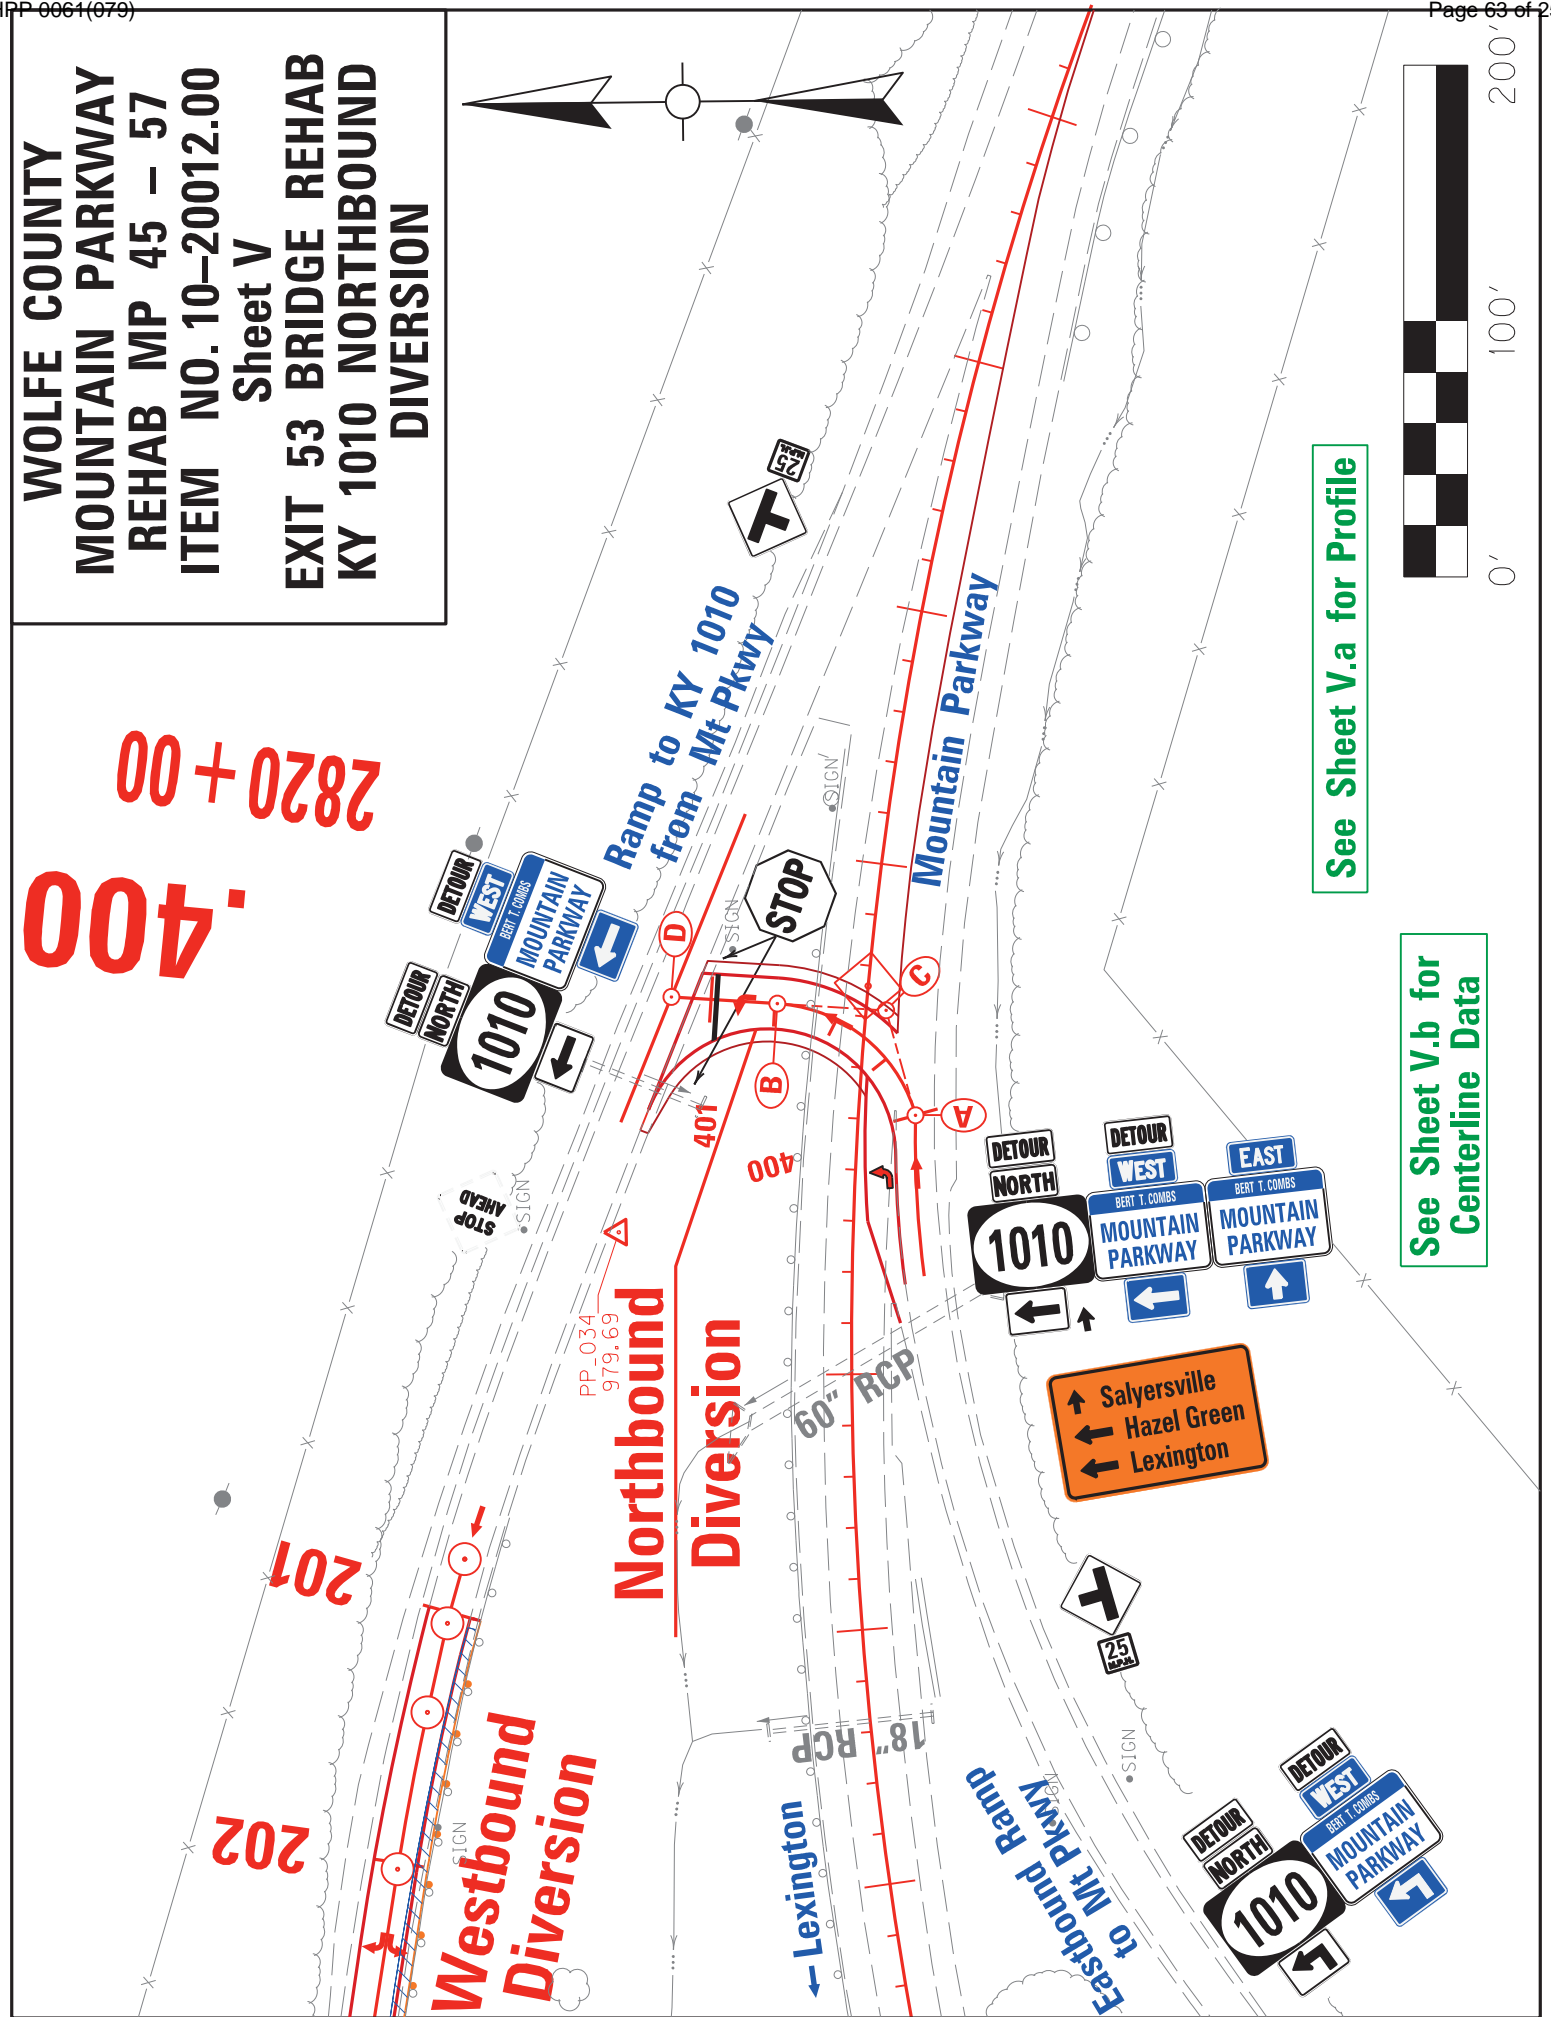 HPP 0061(079)
WOLFE COUNTY
MOUNTAIN PARKWAY
REHAB MP 45 – 57
ITEM NO. 10–20012.00
Sheet V
EXIT 53 BRIDGE REHAB
KY 1010 NORTHBOUND
DIVERSION
0'
100'
200'
2820+00
.400
DETOUR
WEST
BERT T. COMBS
MOUNTAIN
PARKWAY
DETOUR
NORTH
1010
Ramp to KY 1010
from Mt Pkwy
25
M.P.H.
STOP
AHEAD
SIGN
STOP
SIGN
SIGN
D
B
C
A
401
400
Mountain Parkway
PP_034
979.69
Northbound
Diversion
60" RCP
18" RCP
201
202
SIGN
Westbound
Diversion
← Lexington
Eastbound Ramp
to Mt Pkwy
SIGN
SIGN
DETOUR
NORTH
1010
DETOUR
WEST
BERT T. COMBS
MOUNTAIN
PARKWAY
EAST
BERT T. COMBS
MOUNTAIN
PARKWAY
Salyersville
Hazel Green
Lexington
25
M.P.H.
DETOUR
NORTH
1010
DETOUR
WEST
BERT T. COMBS
MOUNTAIN
PARKWAY
See Sheet V.a for Profile
See Sheet V.b for
Centerline Data